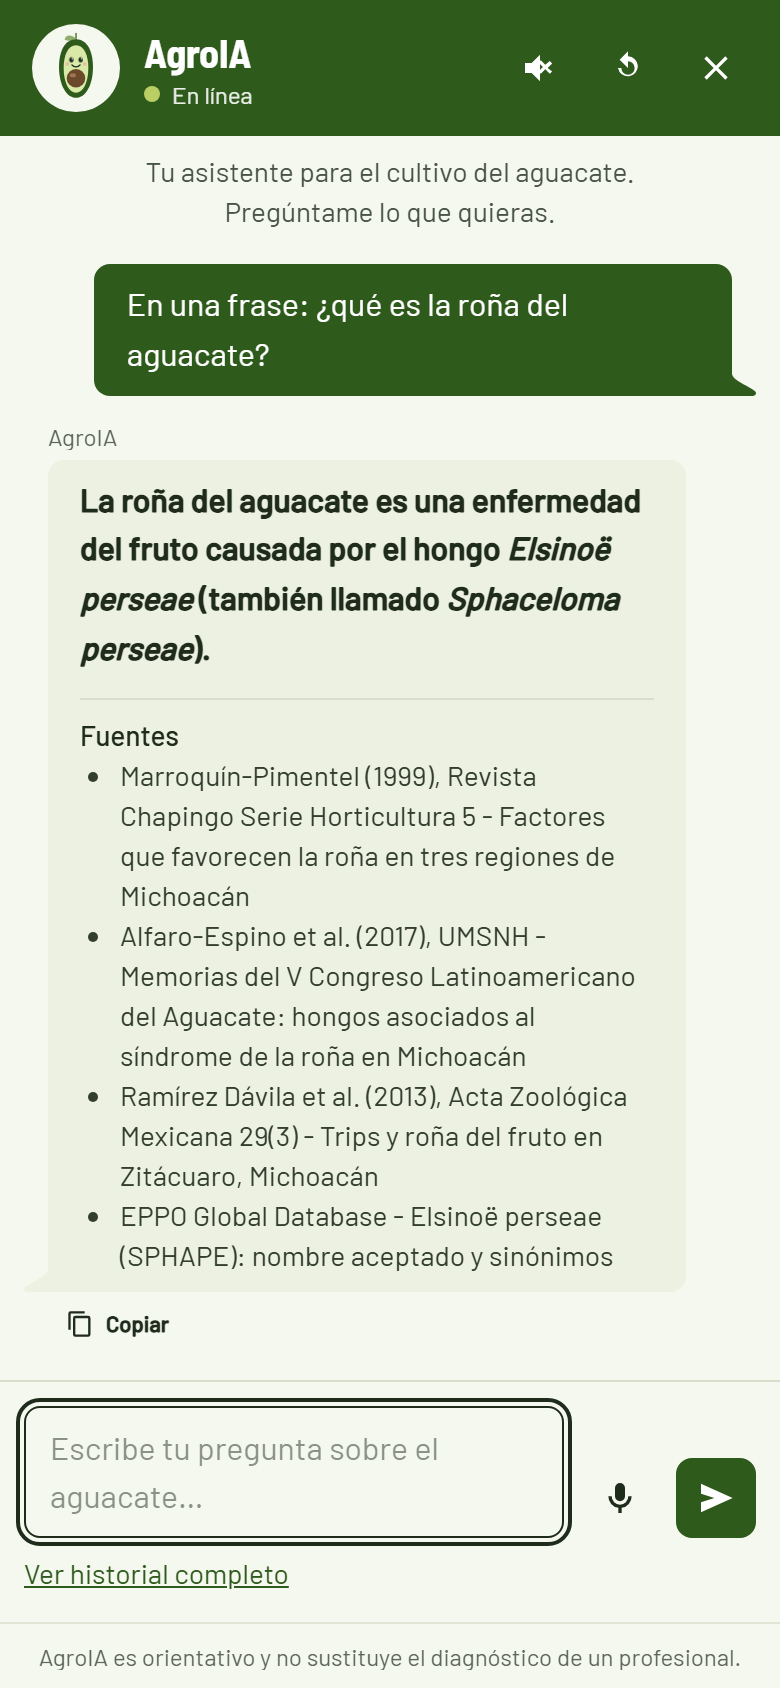 AgroIA
En línea
Tu asistente para el cultivo del aguacate.
Pregúntame lo que quieras.
En una frase: ¿qué es la roña del
aguacate?
AgroIA
La roña del aguacate es una enfermedad
del fruto causada por el hongo Elsinoë
perseae (también llamado Sphaceloma
perseae).
Fuentes
• Marroquín-Pimentel (1999), Revista
Chapingo Serie Horticultura 5 - Factores
que favorecen la roña en tres regiones de
Michoacán
• Alfaro-Espino et al. (2017), UMSNH -
Memorias del V Congreso Latinoamericano
del Aguacate: hongos asociados al
síndrome de la roña en Michoacán
• Ramírez Dávila et al. (2013), Acta Zoológica
Mexicana 29(3) - Trips y roña del fruto en
Zitácuaro, Michoacán
• EPPO Global Database - Elsinoë perseae
(SPHAPE): nombre aceptado y sinónimos
Copiar
Escribe tu pregunta sobre el
aguacate...
Ver historial completo
AgroIA es orientativo y no sustituye el diagnóstico de un profesional.